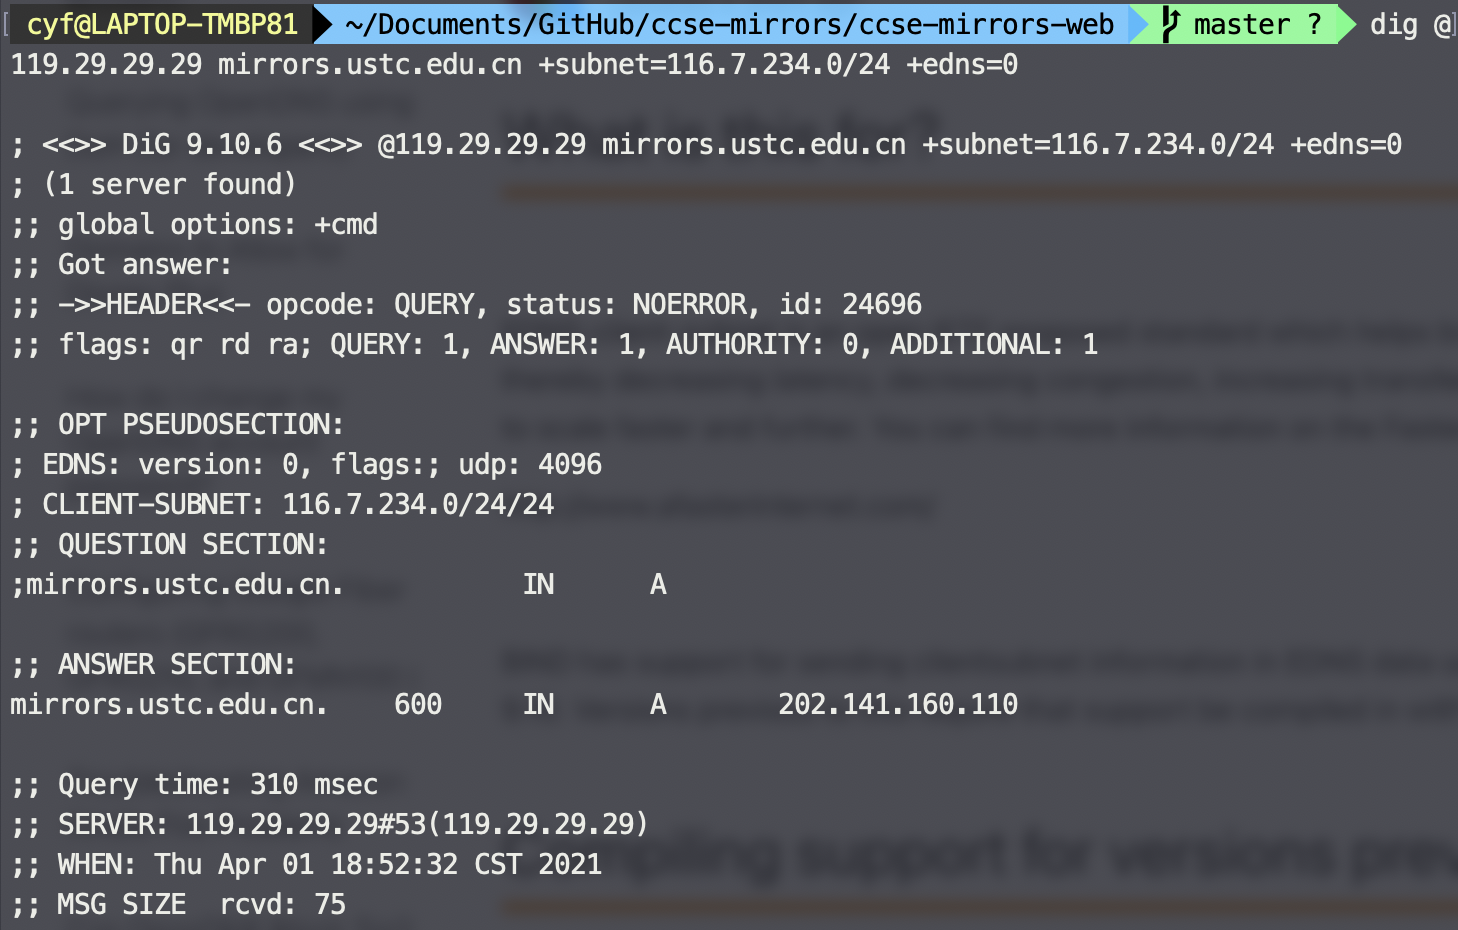 cyf@LAPTOP-TMBP81 ~/Documents/GitHub/ccse-mirrors/ccse-mirrors-web master ? dig @
119.29.29.29 mirrors.ustc.edu.cn +subnet=116.7.234.0/24 +edns=0
; <<>> DiG 9.10.6 <<>> @119.29.29.29 mirrors.ustc.edu.cn +subnet=116.7.234.0/24 +edns=0
; (1 server found)
;; global options: +cmd
;; Got answer:
;; ->>HEADER<<- opcode: QUERY, status: NOERROR, id: 24696
;; flags: qr rd ra; QUERY: 1, ANSWER: 1, AUTHORITY: 0, ADDITIONAL: 1
;; OPT PSEUDOSECTION:
; EDNS: version: 0, flags:; udp: 4096
; CLIENT-SUBNET: 116.7.234.0/24/24
;; QUESTION SECTION:
;mirrors.ustc.edu.cn. IN A
;; ANSWER SECTION:
mirrors.ustc.edu.cn. 600 IN A 202.141.160.110
;; Query time: 310 msec
;; SERVER: 119.29.29.29#53(119.29.29.29)
;; WHEN: Thu Apr 01 18:52:32 CST 2021
;; MSG SIZE rcvd: 75